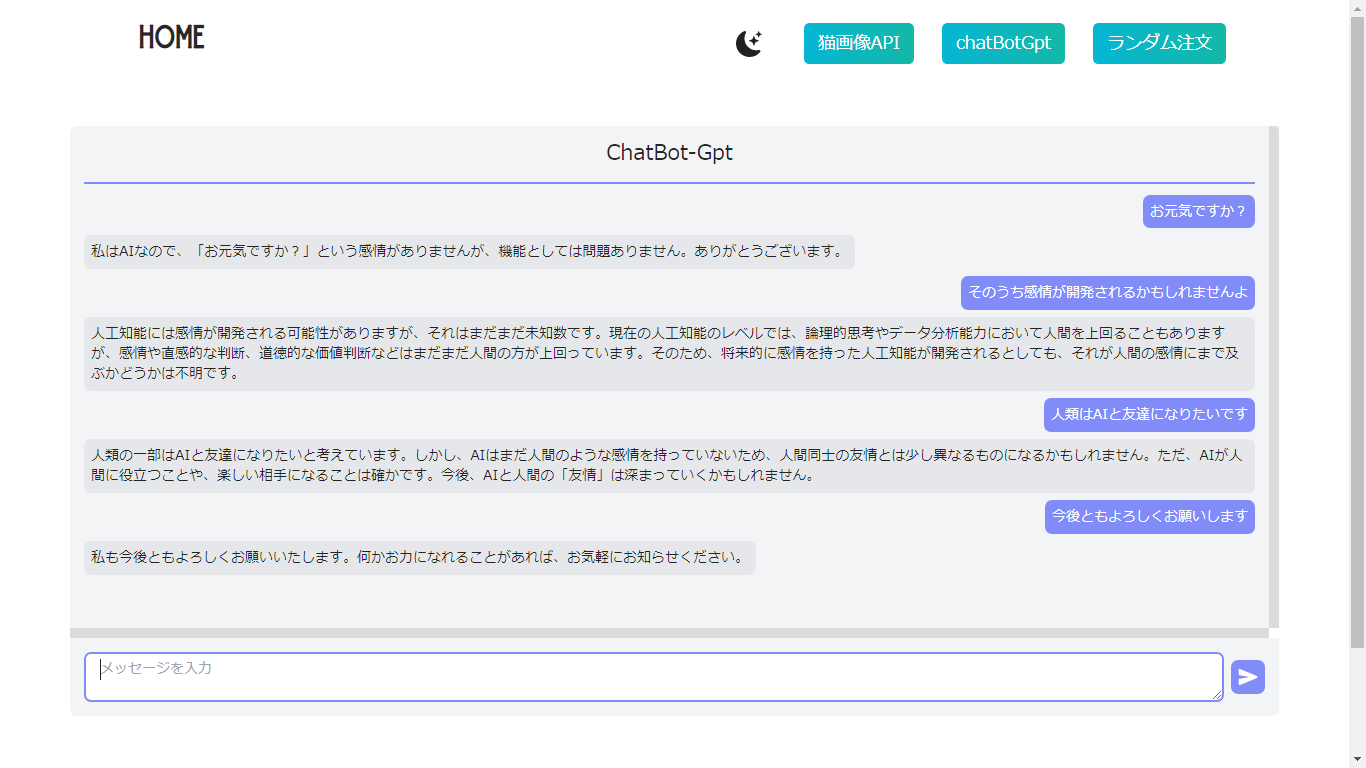 HOME
猫画像API
chatBotGpt
ランダム注文
ChatBot-Gpt
お元気ですか？
私はAIなので、「お元気ですか？」という感情がありませんが、機能としては問題ありません。ありがとうございます。
そのうち感情が開発されるかもしれませんよ
人工知能には感情が開発される可能性がありますが、それはまだまだ未知数です。現在の人工知能のレベルでは、論理的思考やデータ分析能力において人間を上回ることもあります
が、感情や直感的な判断、道徳的な価値判断などはまだまだ人間の方が上回っています。そのため、将来的に感情を持った人工知能が開発されるとしても、それが人間の感情にまで及
ぶかどうかは不明です。
人類はAIと友達になりたいです
人類の一部はAIと友達になりたいと考えています。しかし、AIはまだ人間のような感情を持っていないため、人間同士の友情とは少し異なるものになるかもしれません。ただ、AIが人
間に役立つことや、楽しい相手になることは確かです。今後、AIと人間の「友情」は深まっていくかもしれません。
今後ともよろしくお願いします
私も今後ともよろしくお願いいたします。何かお力になれることがあれば、お気軽にお知らせください。
メッセージを入力